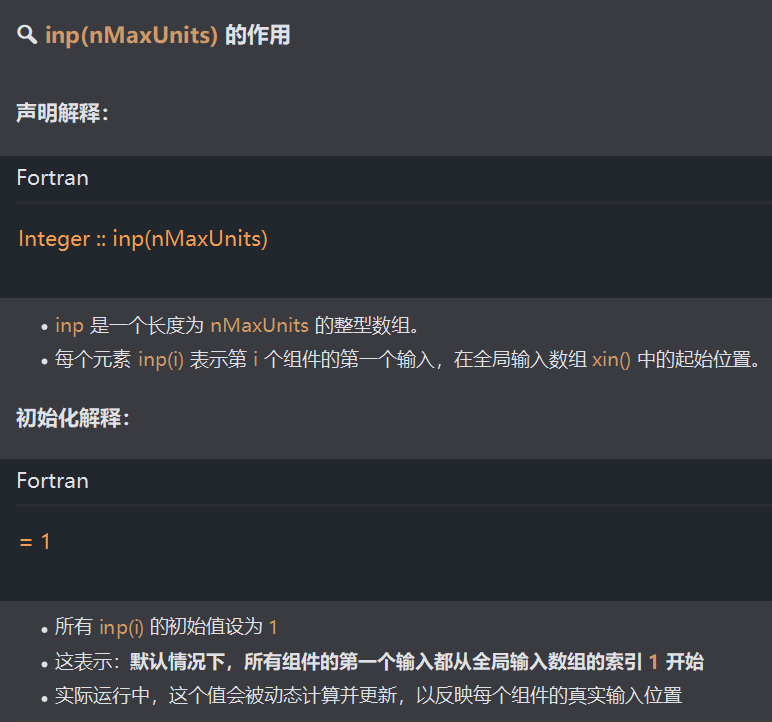 inp(nMaxUnits) 的作用
声明解释：
Fortran
Integer :: inp(nMaxUnits)
• inp 是一个长度为 nMaxUnits 的整型数组。
• 每个元素 inp(i) 表示第 i 个组件的第一个输入，在全局输入数组 xin() 中的起始位置。
初始化解释：
Fortran
= 1
• 所有 inp(i) 的初始值设为 1
• 这表示：默认情况下，所有组件的第一个输入都从全局输入数组的索引 1 开始
• 实际运行中，这个值会被动态计算并更新，以反映每个组件的真实输入位置